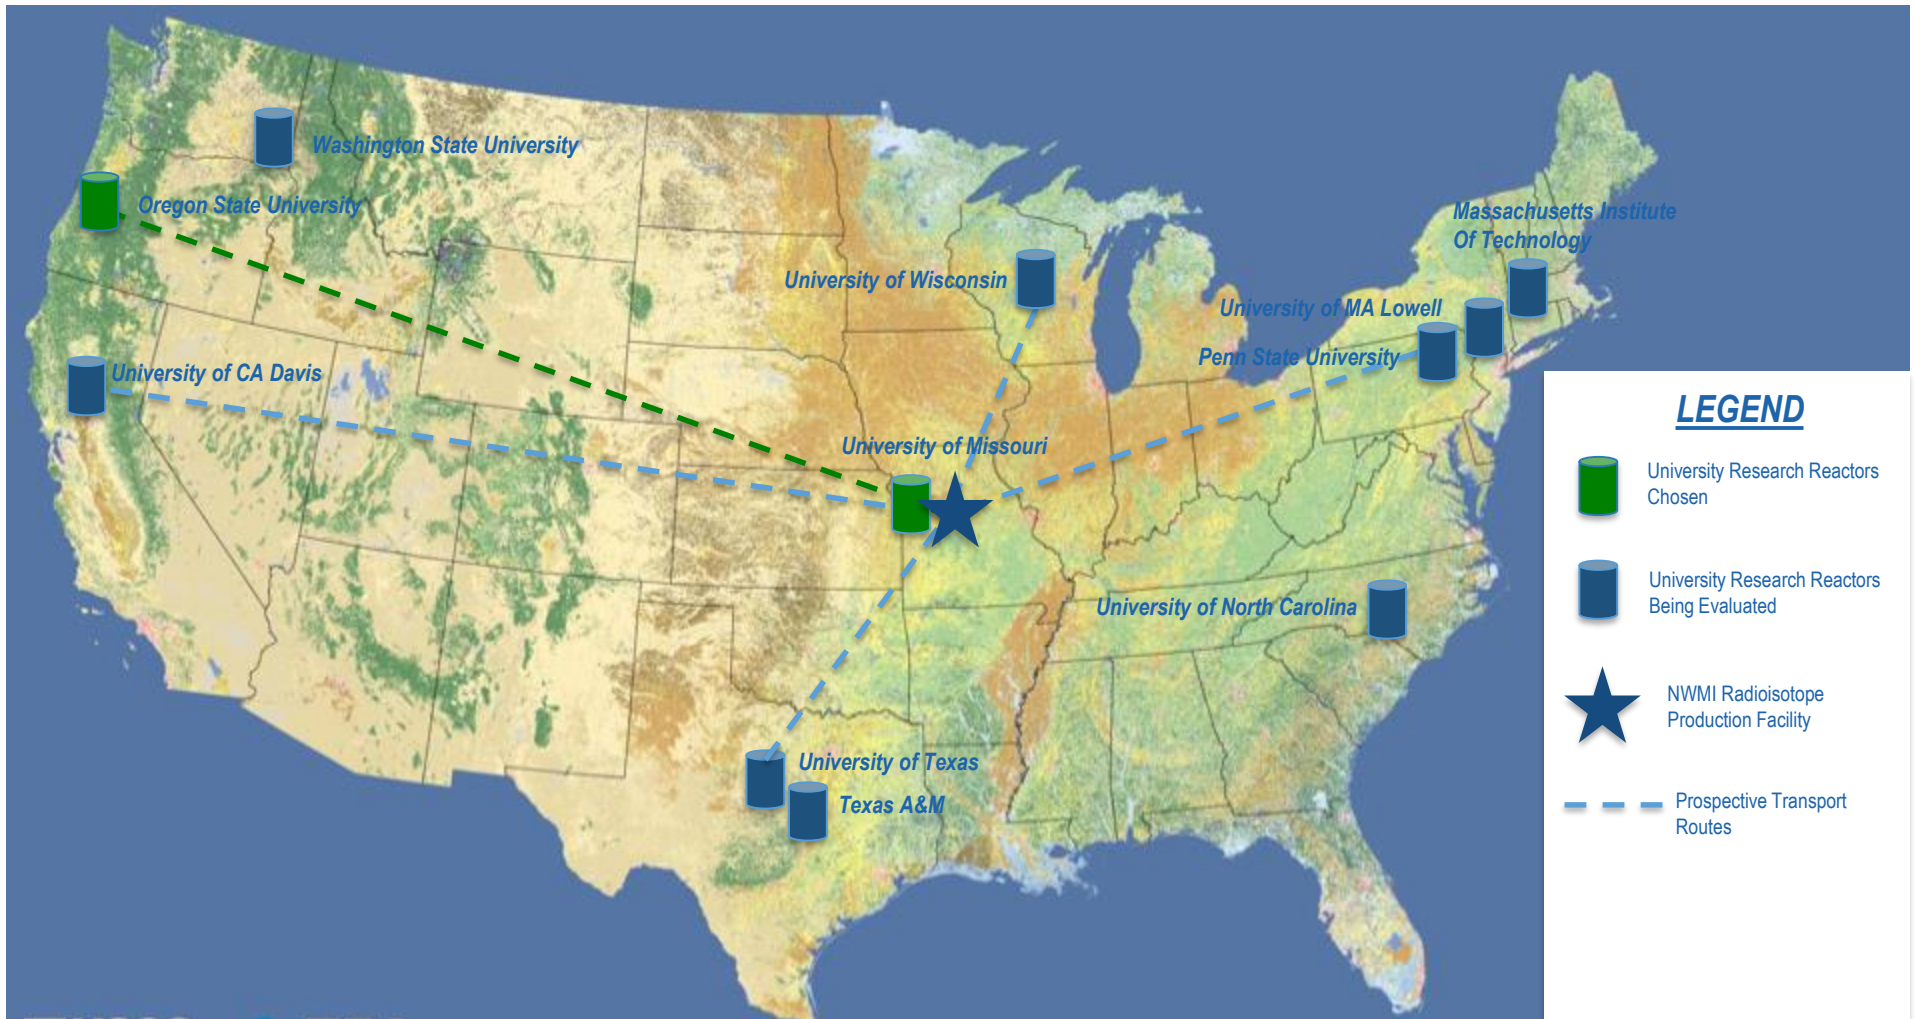 Washington State University
Oregon State University
Massachusetts Institute
Of Technology
University of Wisconsin
University of MA Lowell
Penn State University
University of CA Davis
University of Missouri
University of North Carolina
University of Texas
Texas A&M
LEGEND
University Research Reactors
Chosen
University Research Reactors
Being Evaluated
NWMI Radioisotope
Production Facility
Prospective Transport
Routes